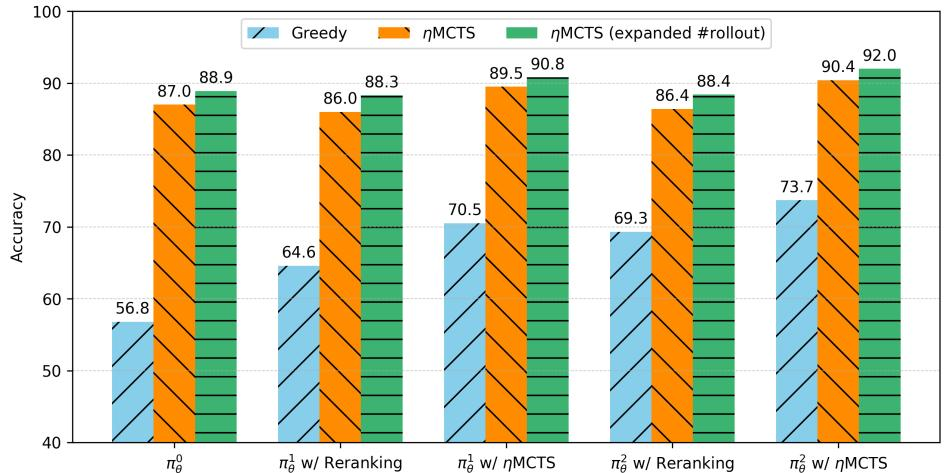 Greedy ηMCTS ηMCTS (expanded #rollout)
Accuracy
100
90
80
70
60
50
40
56.8 87.0 88.9
64.6 86.0 88.3
70.5 89.5 90.8
69.3 86.4 88.4
73.7 90.4 92.0
π⁰θ
π¹θ w/ Reranking
π¹θ w/ ηMCTS
π²θ w/ Reranking
π²θ w/ ηMCTS